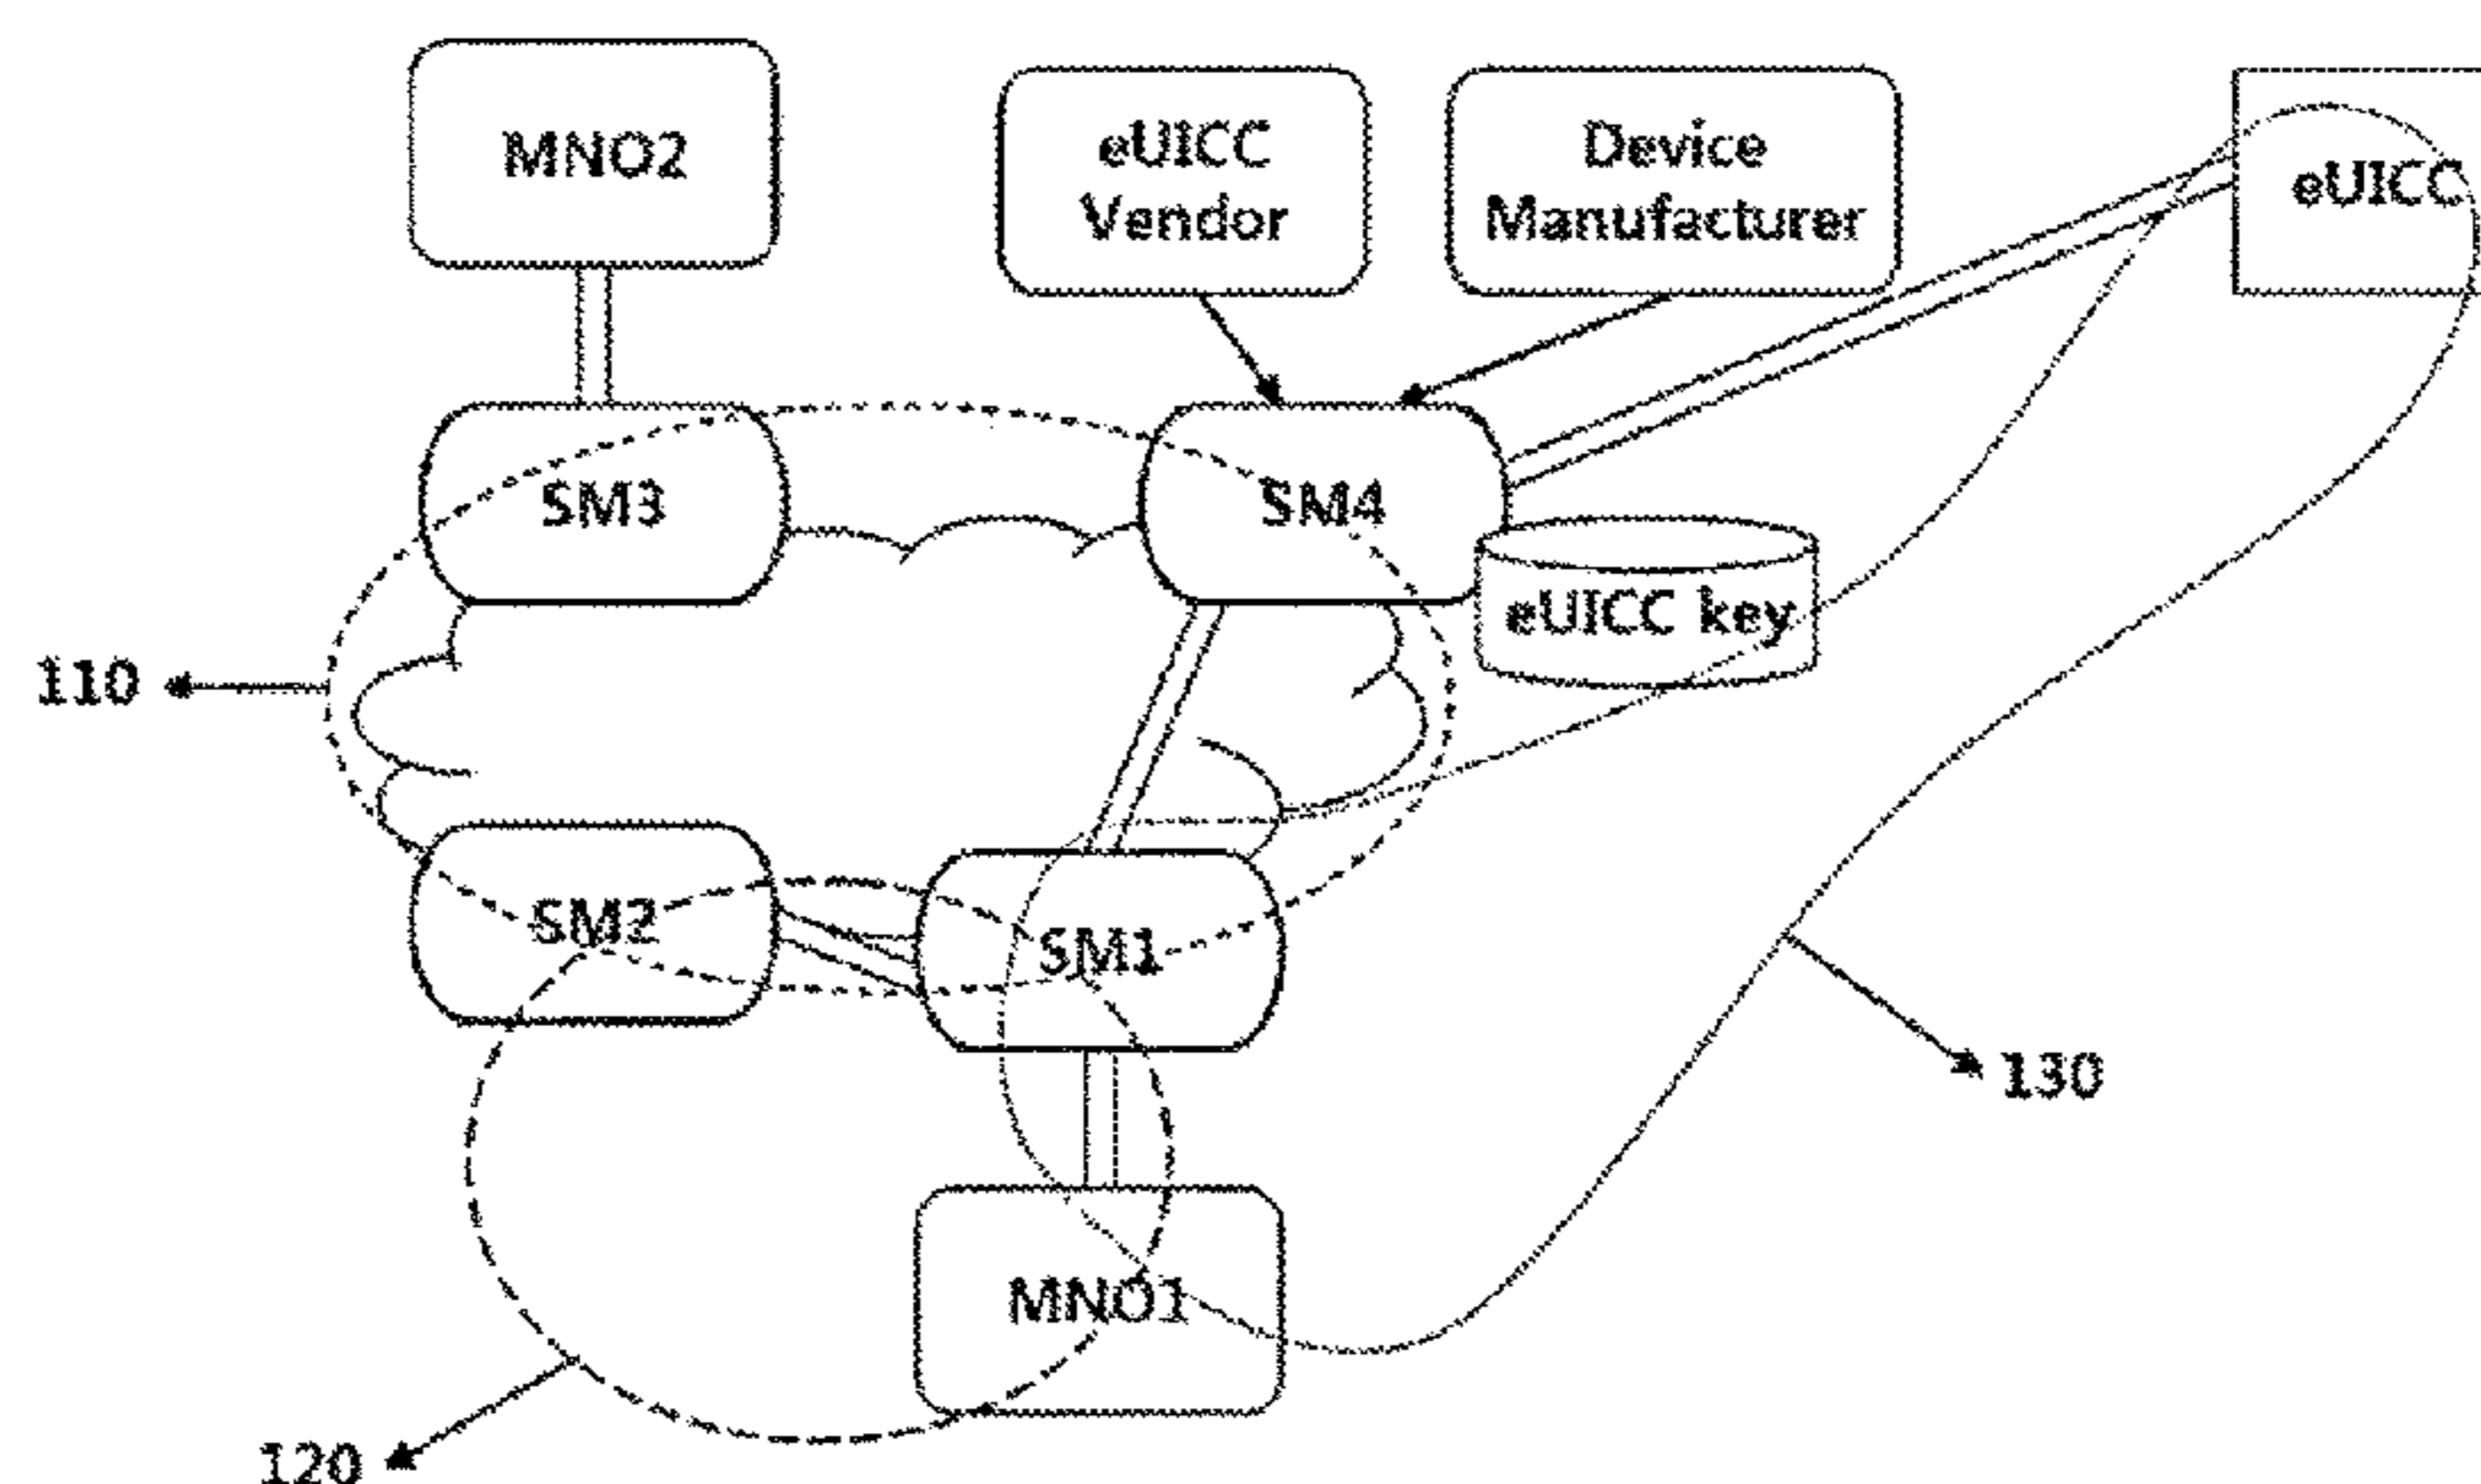 MNO2
eUICC
Vendor
Device
Manufacturer
eUICC
SM3
SM4
eUICC key
110
SM2
SM1
130
MNO1
120